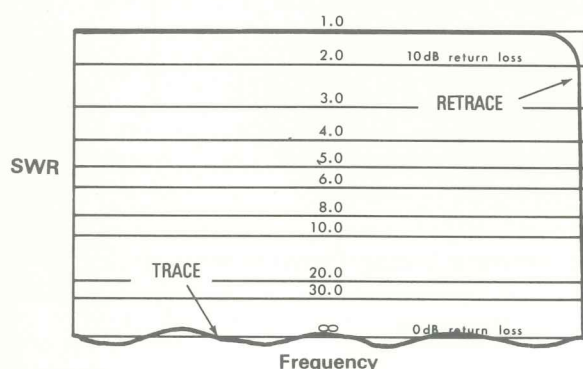 1.0
2.0 10dB return loss
3.0
RETRACE
4.0
5.0
SWR
6.0
8.0
10.0
TRACE
20.0
30.0
∞ 0dB return loss
Frequency